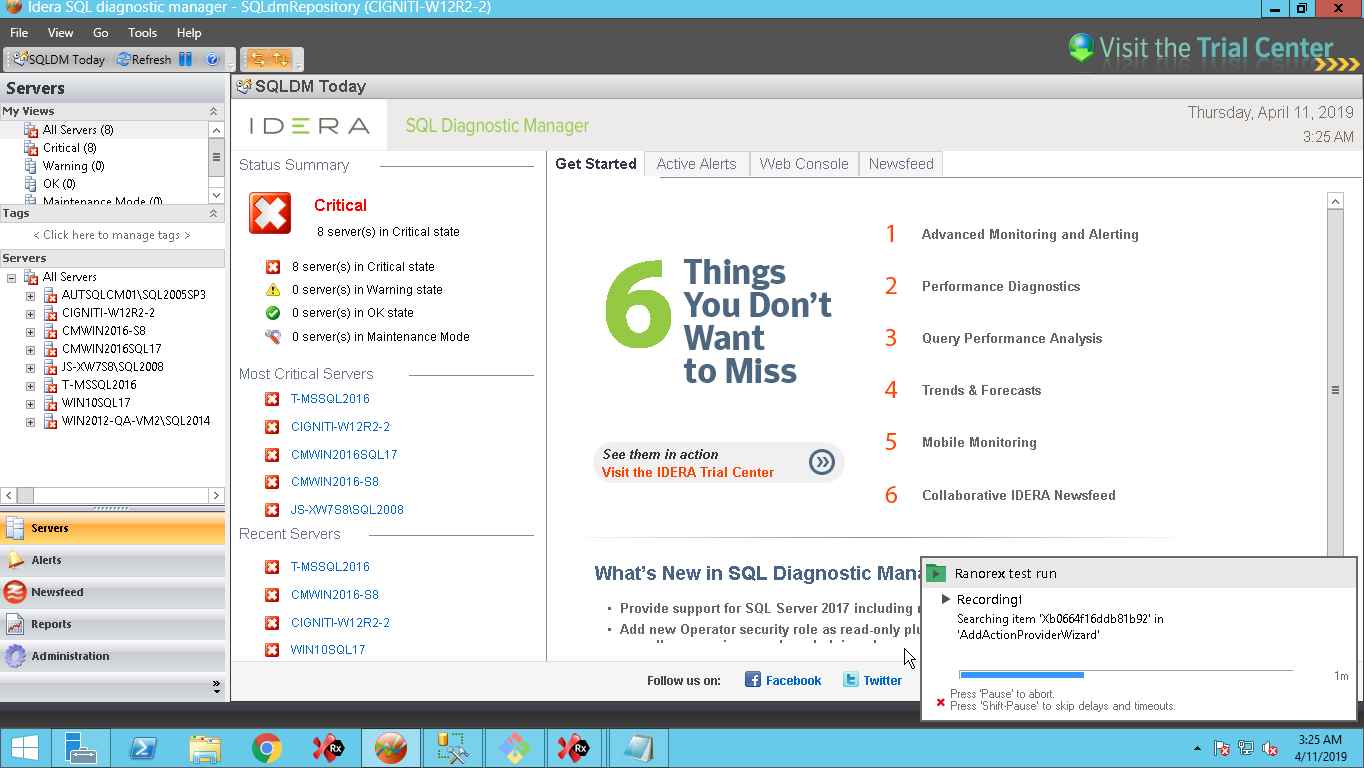 Idera SQL diagnostic manager - SQLdmRepository (CIGNITI-W12R2-2)
File View Go Tools Help
SQLDM Today Refresh
Visit the Trial Center
Servers
My Views
All Servers (8)
Critical (8)
Warning (0)
OK (0)
Maintenance Mode (0)
Tags
< Click here to manage tags >
Servers
All Servers
AUTSQLCM01\SQL2005SP3
CIGNITI-W12R2-2
CMWIN2016-S8
CMWIN2016SQL17
JS-XW7S8\SQL2008
T-MSSQL2016
WIN10SQL17
WIN2012-QA-VM2\SQL2014
Servers
Alerts
Newsfeed
Reports
Administration
SQLDM Today
IDERA SQL Diagnostic Manager
Thursday, April 11, 2019
3:25 AM
Status Summary
Critical
8 server(s) in Critical state
8 server(s) in Critical state
0 server(s) in Warning state
0 server(s) in OK state
0 server(s) in Maintenance Mode
Most Critical Servers
T-MSSQL2016
CIGNITI-W12R2-2
CMWIN2016SQL17
CMWIN2016-S8
JS-XW7S8\SQL2008
Recent Servers
T-MSSQL2016
CMWIN2016-S8
CIGNITI-W12R2-2
WIN10SQL17
Get Started Active Alerts Web Console Newsfeed
6 Things
You Don't
Want
to Miss
See them in action
Visit the IDERA Trial Center
1 Advanced Monitoring and Alerting
2 Performance Diagnostics
3 Query Performance Analysis
4 Trends & Forecasts
5 Mobile Monitoring
6 Collaborative IDERA Newsfeed
What's New in SQL Diagnostic Mana
• Provide support for SQL Server 2017 including
• Add new Operator security role as read-only plu
Follow us on: Facebook Twitter
Ranorex test run
Recording!
Searching item 'Xb0664f16ddb81b92' in
'AddActionProviderWizard'
1m
Press 'Pause' to abort.
Press 'Shift-Pause' to skip delays and timeouts.
Rx
Rx
3:25 AM
4/11/2019